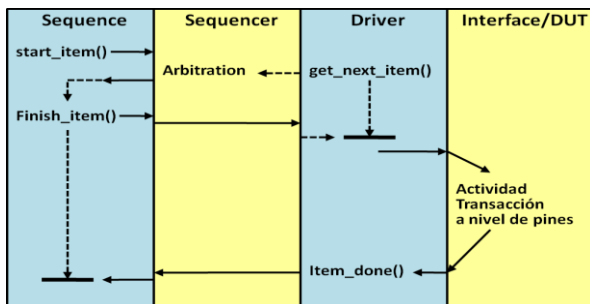 Sequence
Sequencer
Driver
Interface/DUT
start_item()
Arbitration
get_next_item()
Finish_item()
Actividad
Transacción
a nivel de pines
Item_done()